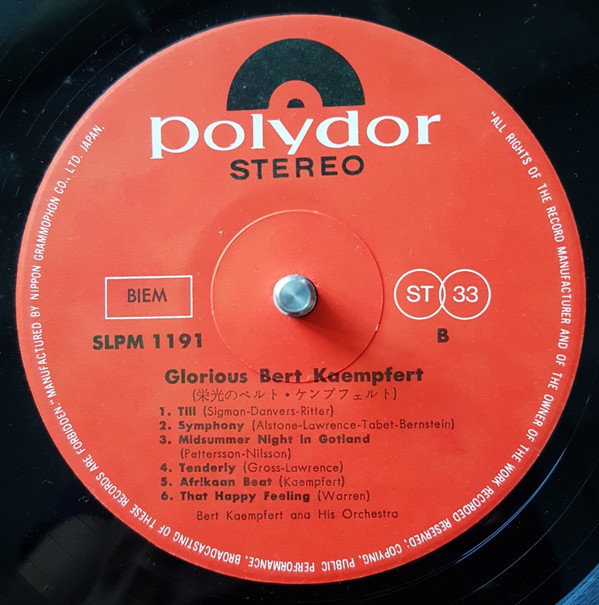 polydor
STEREO
BIEM
ST 33
SLPM 1191
B
Glorious Bert Kaempfert
(栄光のベルト・ケンプフェルト)
1. Till (Sigman-Danvers-Ritter)
2. Symphony (Alstone-Lawrence-Tabet-Bernstein)
3. Midsummer Night in Gotland
(Pettersson-Nilsson)
4. Tenderly (Gross-Lawrence)
5. Afrikaan Beat (Kaempfert)
6. That Happy Feeling (Warren)
Bert Kaempfert and His Orchestra
"ALL RIGHTS OF THE RECORD MANUFACTURER AND OF THE OWNER OF THE WORK RECORDED RESERVED, COPYING, PUBLIC PERFORMANCE, BROADCASTING OF THESE RECORDS ARE FORBIDDEN." MANUFACTURED BY NIPPON GRAMMOPHON CO., LTD. JAPAN.